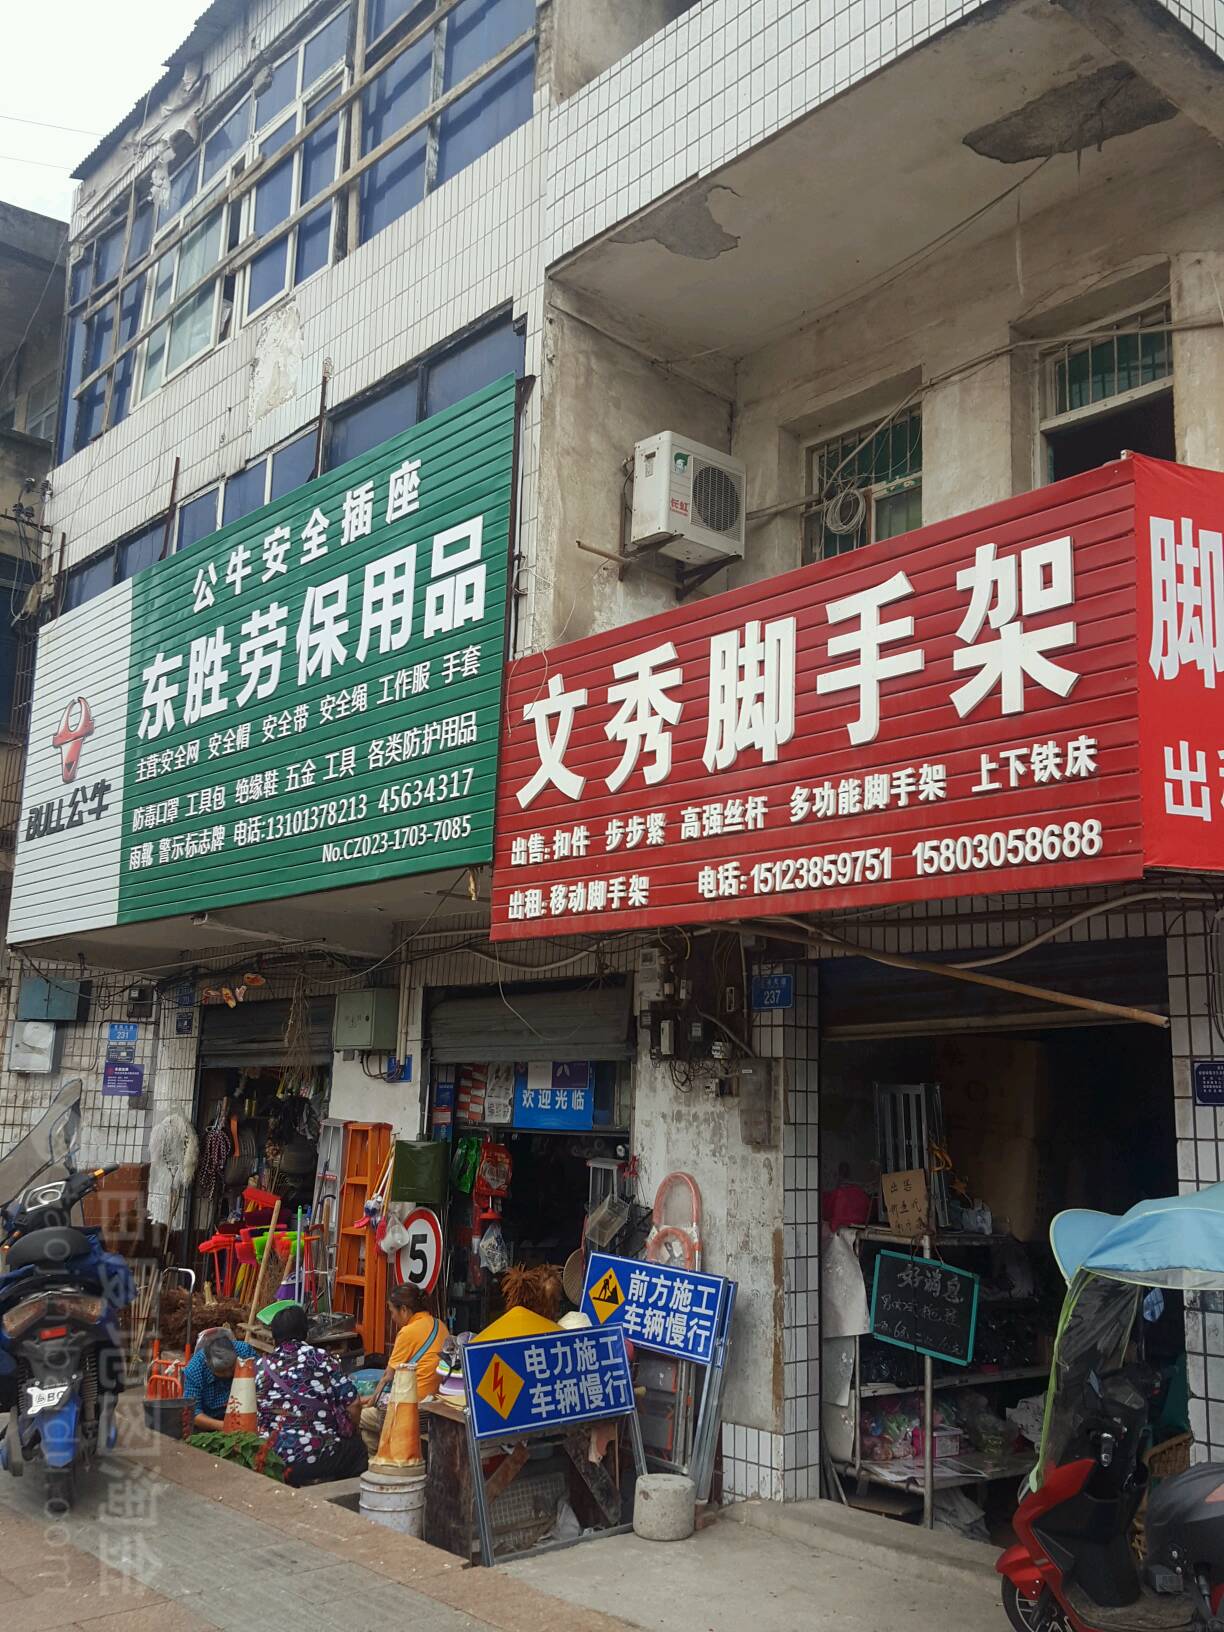 公牛安全插座
东胜劳保用品
主营:安全网 安全帽 安全带 安全绳 工作服 手套
防毒口罩 工具包 绝缘鞋 五金 工具 各类防护用品
雨靴 警示标志牌 电话:13101378213 45634317
No.CZ023-1703-7085
BULL公牛
文秀脚手架
出售:扣件 步步紧 高强丝杆 多功能脚手架 上下铁床
出租:移动脚手架 电话:15123859751 15803058688
脚
出
231
237
欢迎光临
5
前方施工
车辆慢行
电力施工
车辆慢行
出售
好消息
长虹